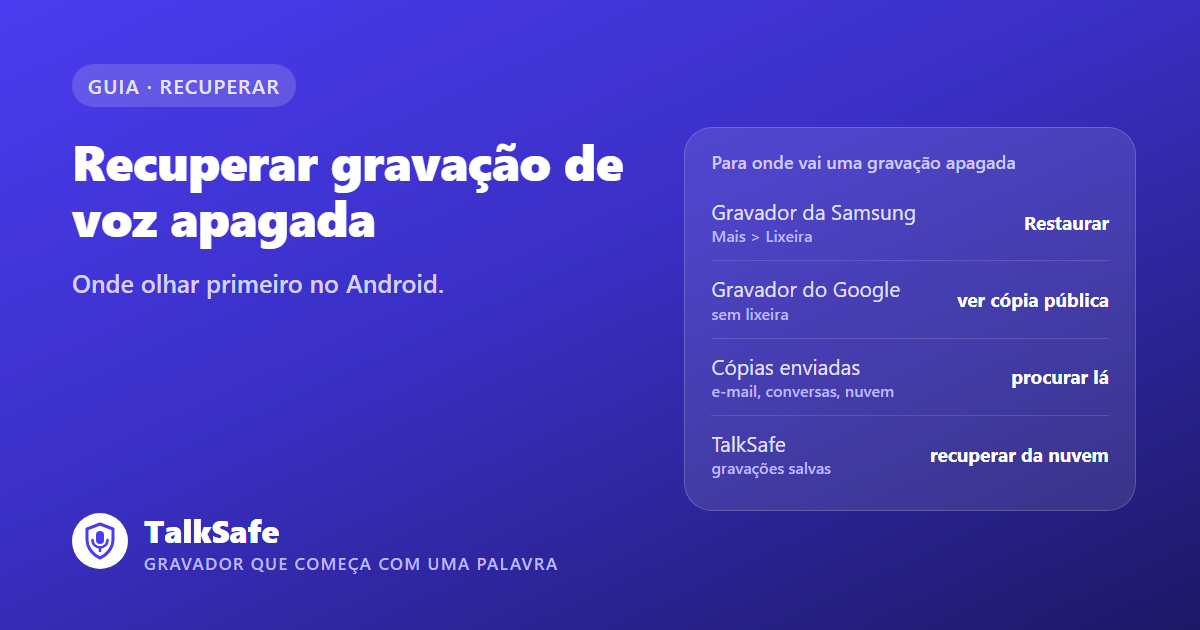 GUIA · RECUPERAR
Recuperar gravação de
voz apagada
Onde olhar primeiro no Android.
Para onde vai uma gravação apagada
Gravador da Samsung
Mais > Lixeira
Restaurar
Gravador do Google
sem lixeira
ver cópia pública
Cópias enviadas
e-mail, conversas, nuvem
procurar lá
TalkSafe
gravações salvas
recuperar da nuvem
TalkSafe
GRAVADOR QUE COMEÇA COM UMA PALAVRA